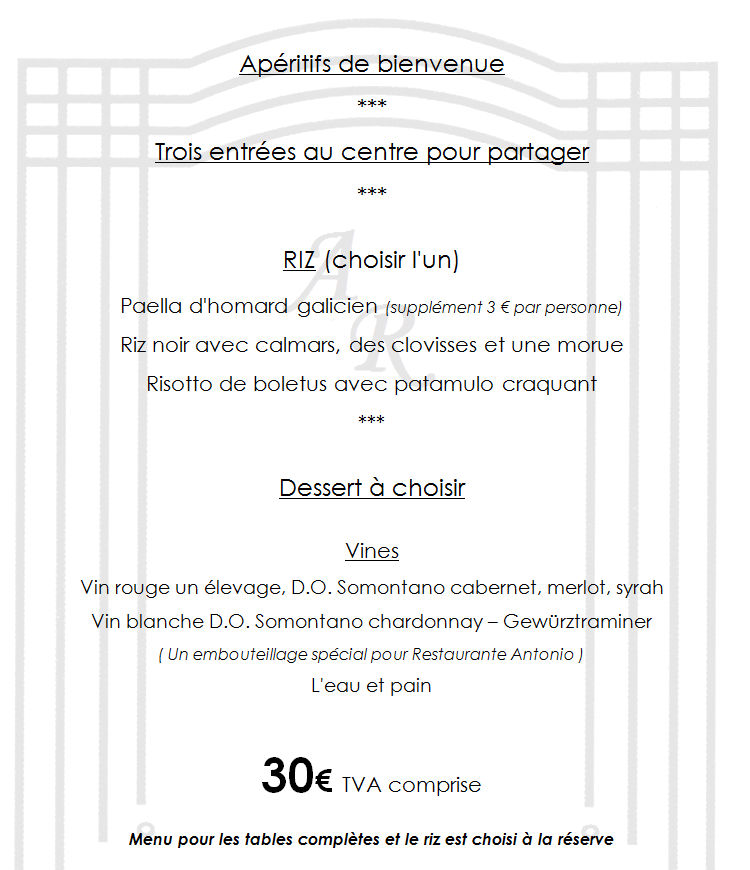 Apéritifs de bienvenue
***
Trois entrées au centre pour partager
***
RIZ (choisir l'un)
Paella d'homard galicien (supplément 3 € par personne)
Riz noir avec calmars, des clovisses et une morue
Risotto de boletus avec patamulo craquant
***
Dessert à choisir
Vines
Vin rouge un élevage, D.O. Somontano cabernet, merlot, syrah
Vin blanche D.O. Somontano chardonnay – Gewürztraminer
( Un embouteillage spécial pour Restaurante Antonio )
L'eau et pain
30€ TVA comprise
Menu pour les tables complètes et le riz est choisi à la réserve
AR